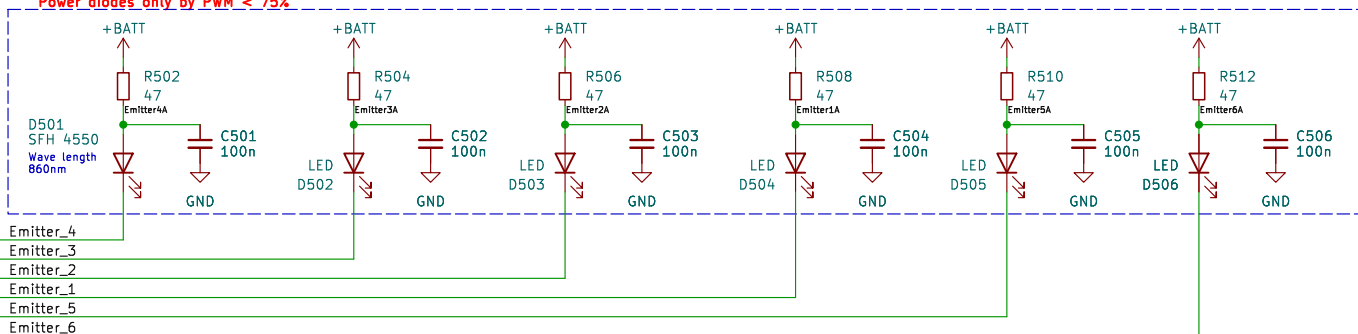 Power diodes only by PWM < 75%
+BATT +BATT +BATT +BATT +BATT +BATT
R502 R504 R506 R508 R510 R512
47 47 47 47 47 47
Emitter4A Emitter3A Emitter2A Emitter1A Emitter5A Emitter6A
D501
SFH 4550
Wave length
860nm
C501 C502 C503 C504 C505 C506
100n 100n 100n 100n 100n 100n
LED LED LED LED LED
D502 D503 D504 D505 D506
GND GND GND GND GND GND
Emitter_4
Emitter_3
Emitter_2
Emitter_1
Emitter_5
Emitter_6